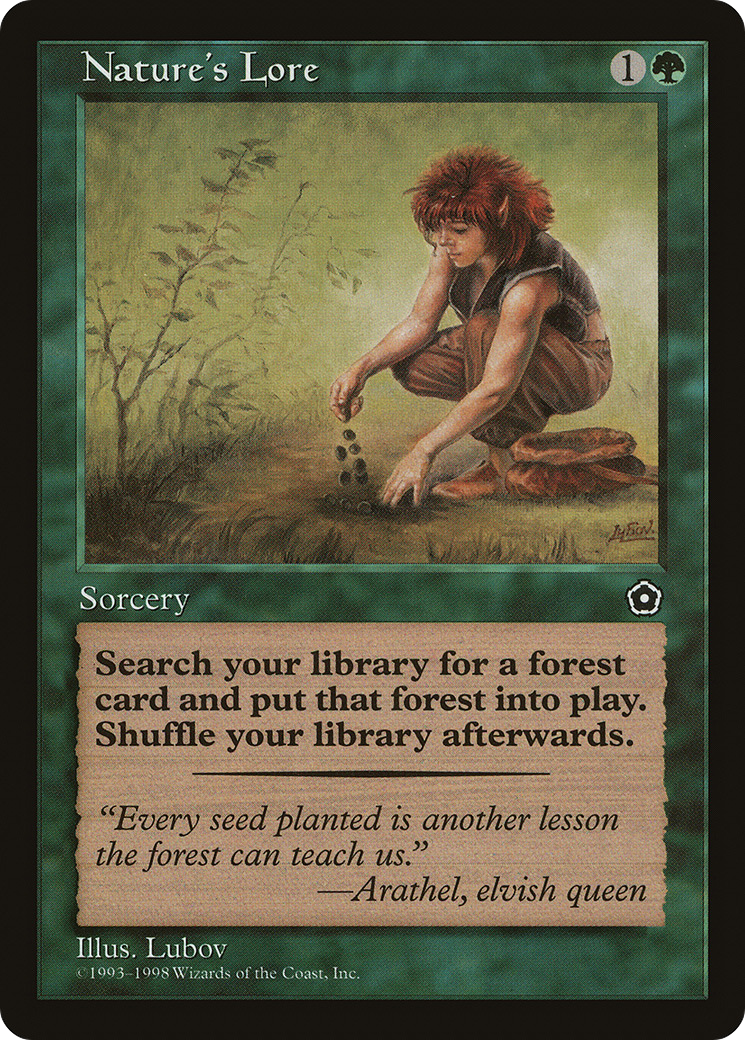 Nature's Lore 1
Lubov
Sorcery
Search your library for a forest
card and put that forest into play.
Shuffle your library afterwards.
“Every seed planted is another lesson
the forest can teach us.”
—Arathel, elvish queen
Illus. Lubov
©1993–1998 Wizards of the Coast, Inc.